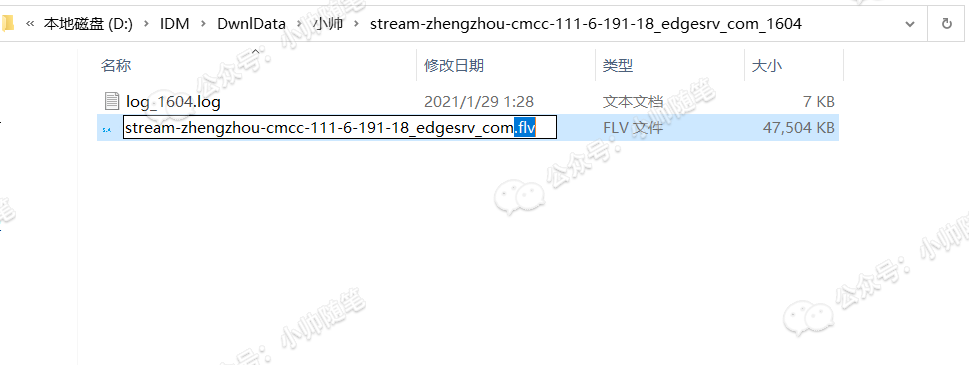 « 本地磁盘 (D:) › IDM › DwnlData › 小帅 › stream-zhengzhou-cmcc-111-6-191-18_edgesrv_com_1604
名称 修改日期 类型 大小
log_1604.log 2021/1/29 1:28 文本文档 7 KB
stream-zhengzhou-cmcc-111-6-191-18_edgesrv_com.flv FLV 文件 47,504 KB
公众号：小帅随笔
公众号：小帅随笔
公众号：小帅随笔
公众号：小帅
笔